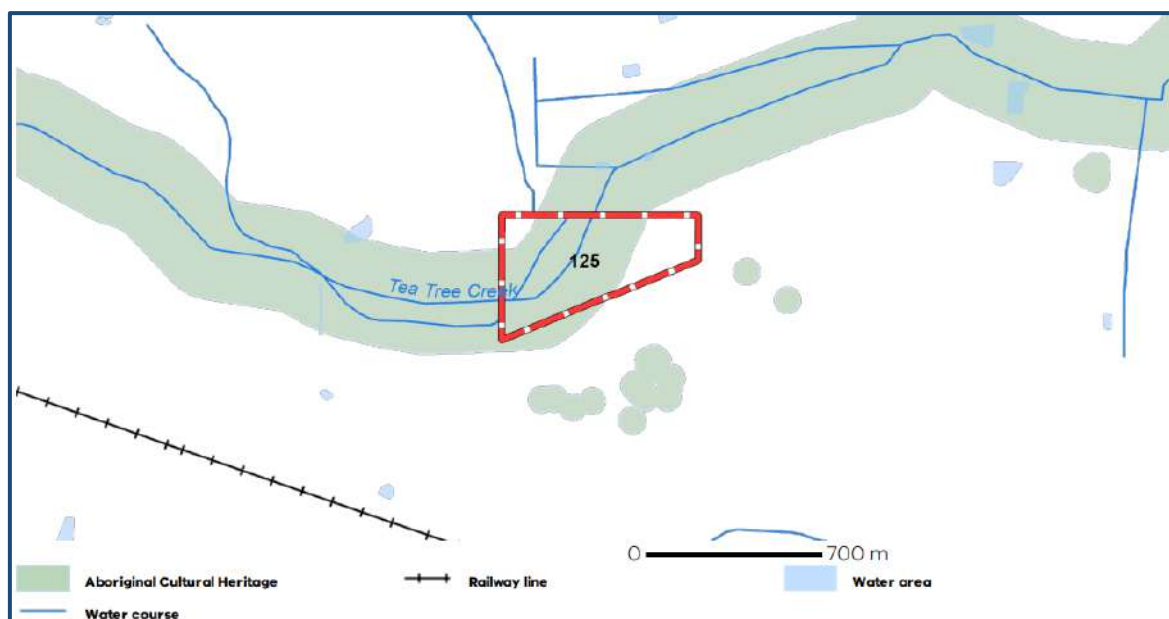 125
Tea Tree Creek
0 700 m
Aboriginal Cultural Heritage
Railway line
Water area
Water course